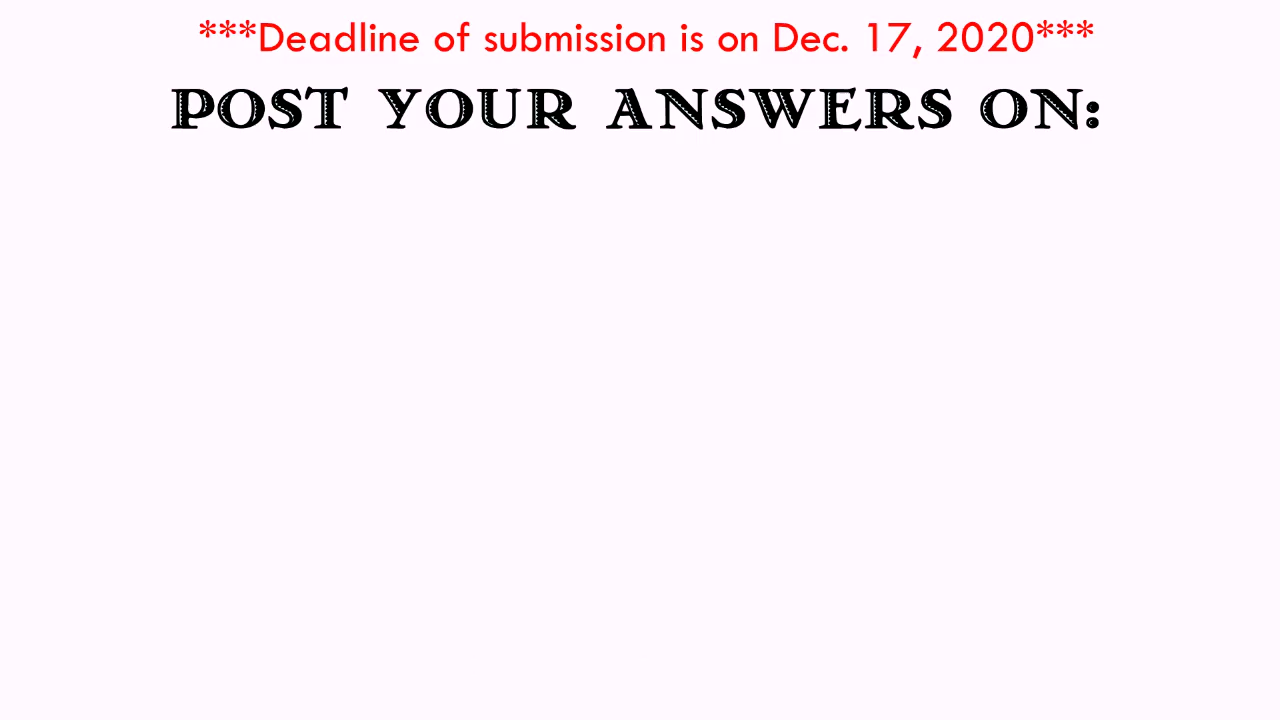 ***Deadline of submission is on Dec. 17, 2020***
POST YOUR ANSWERS ON: